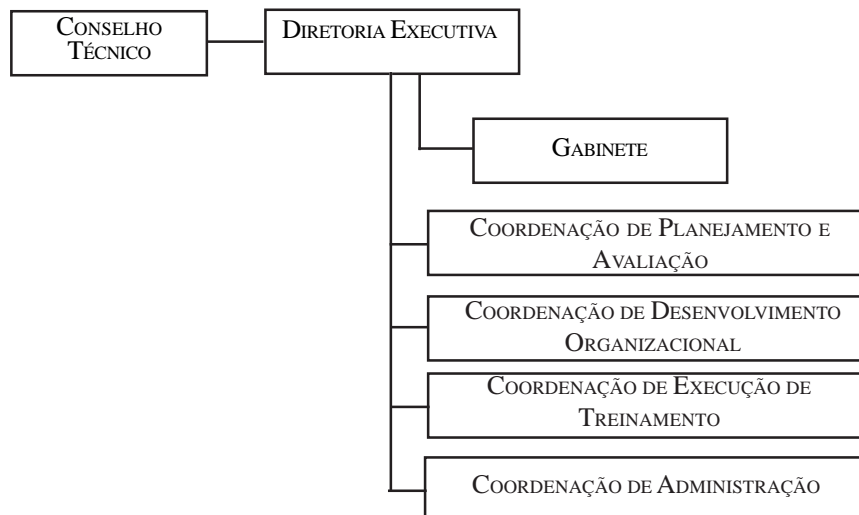 CONSELHO
TÉCNICO
DIRETORIA EXECUTIVA
GABINETE
COORDENAÇÃO DE PLANEJAMENTO E
AVALIAÇÃO
COORDENAÇÃO DE DESENVOLVIMENTO
ORGANIZACIONAL
COORDENAÇÃO DE EXECUÇÃO DE
TREINAMENTO
COORDENAÇÃO DE ADMINISTRAÇÃO